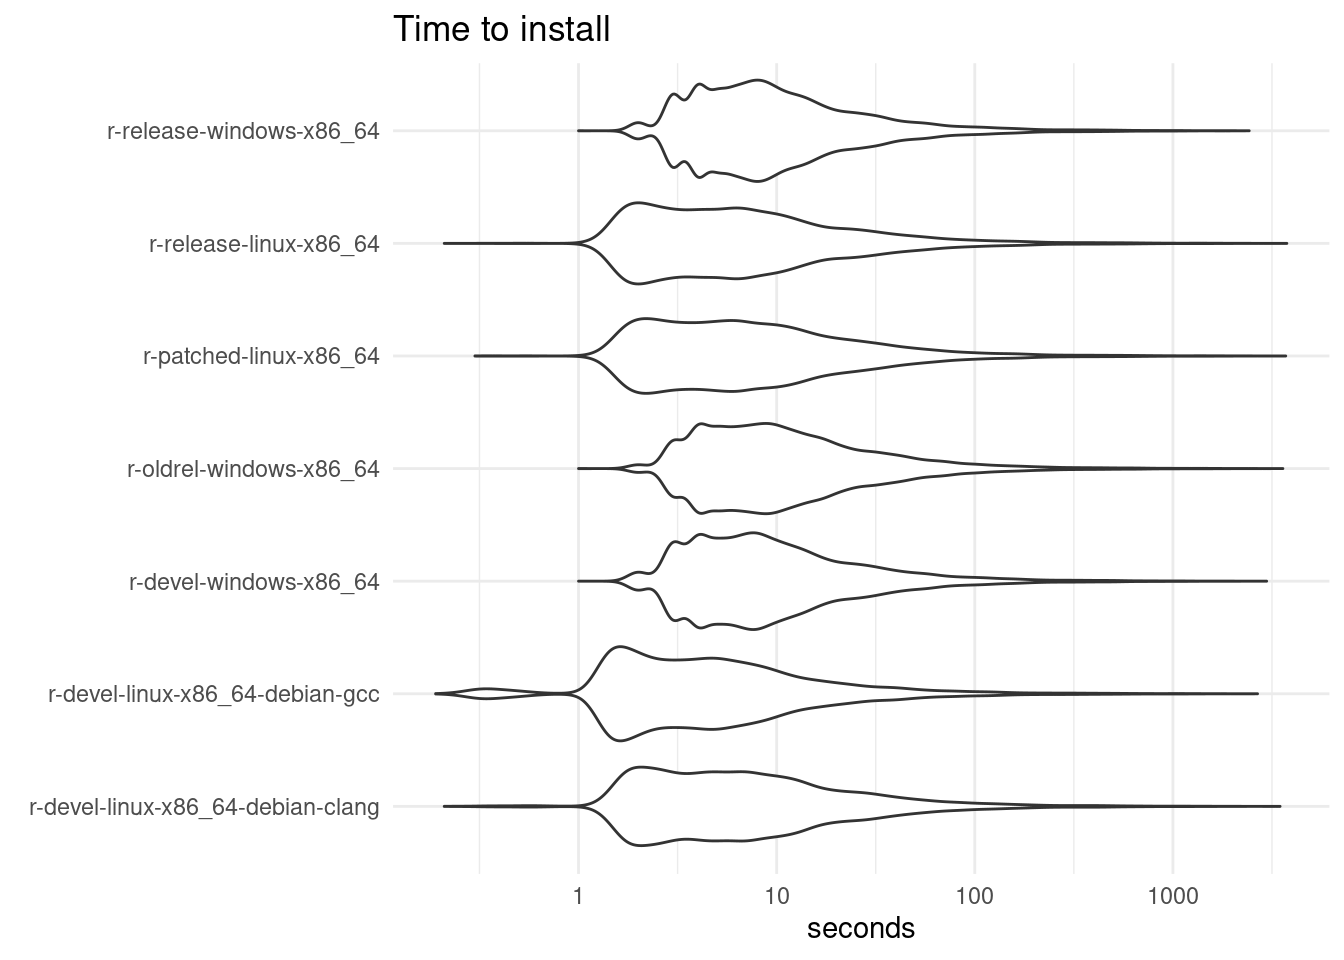 Time to install
r-release-windows-x86_64
r-release-linux-x86_64
r-patched-linux-x86_64
r-oldrel-windows-x86_64
r-devel-windows-x86_64
r-devel-linux-x86_64-debian-gcc
r-devel-linux-x86_64-debian-clang
1 10 100 1000
seconds